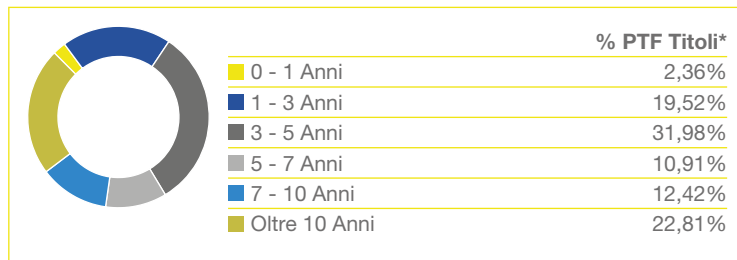 % PTF Titoli*
0 - 1 Anni 2,36%
1 - 3 Anni 19,52%
3 - 5 Anni 31,98%
5 - 7 Anni 10,91%
7 - 10 Anni 12,42%
Oltre 10 Anni 22,81%